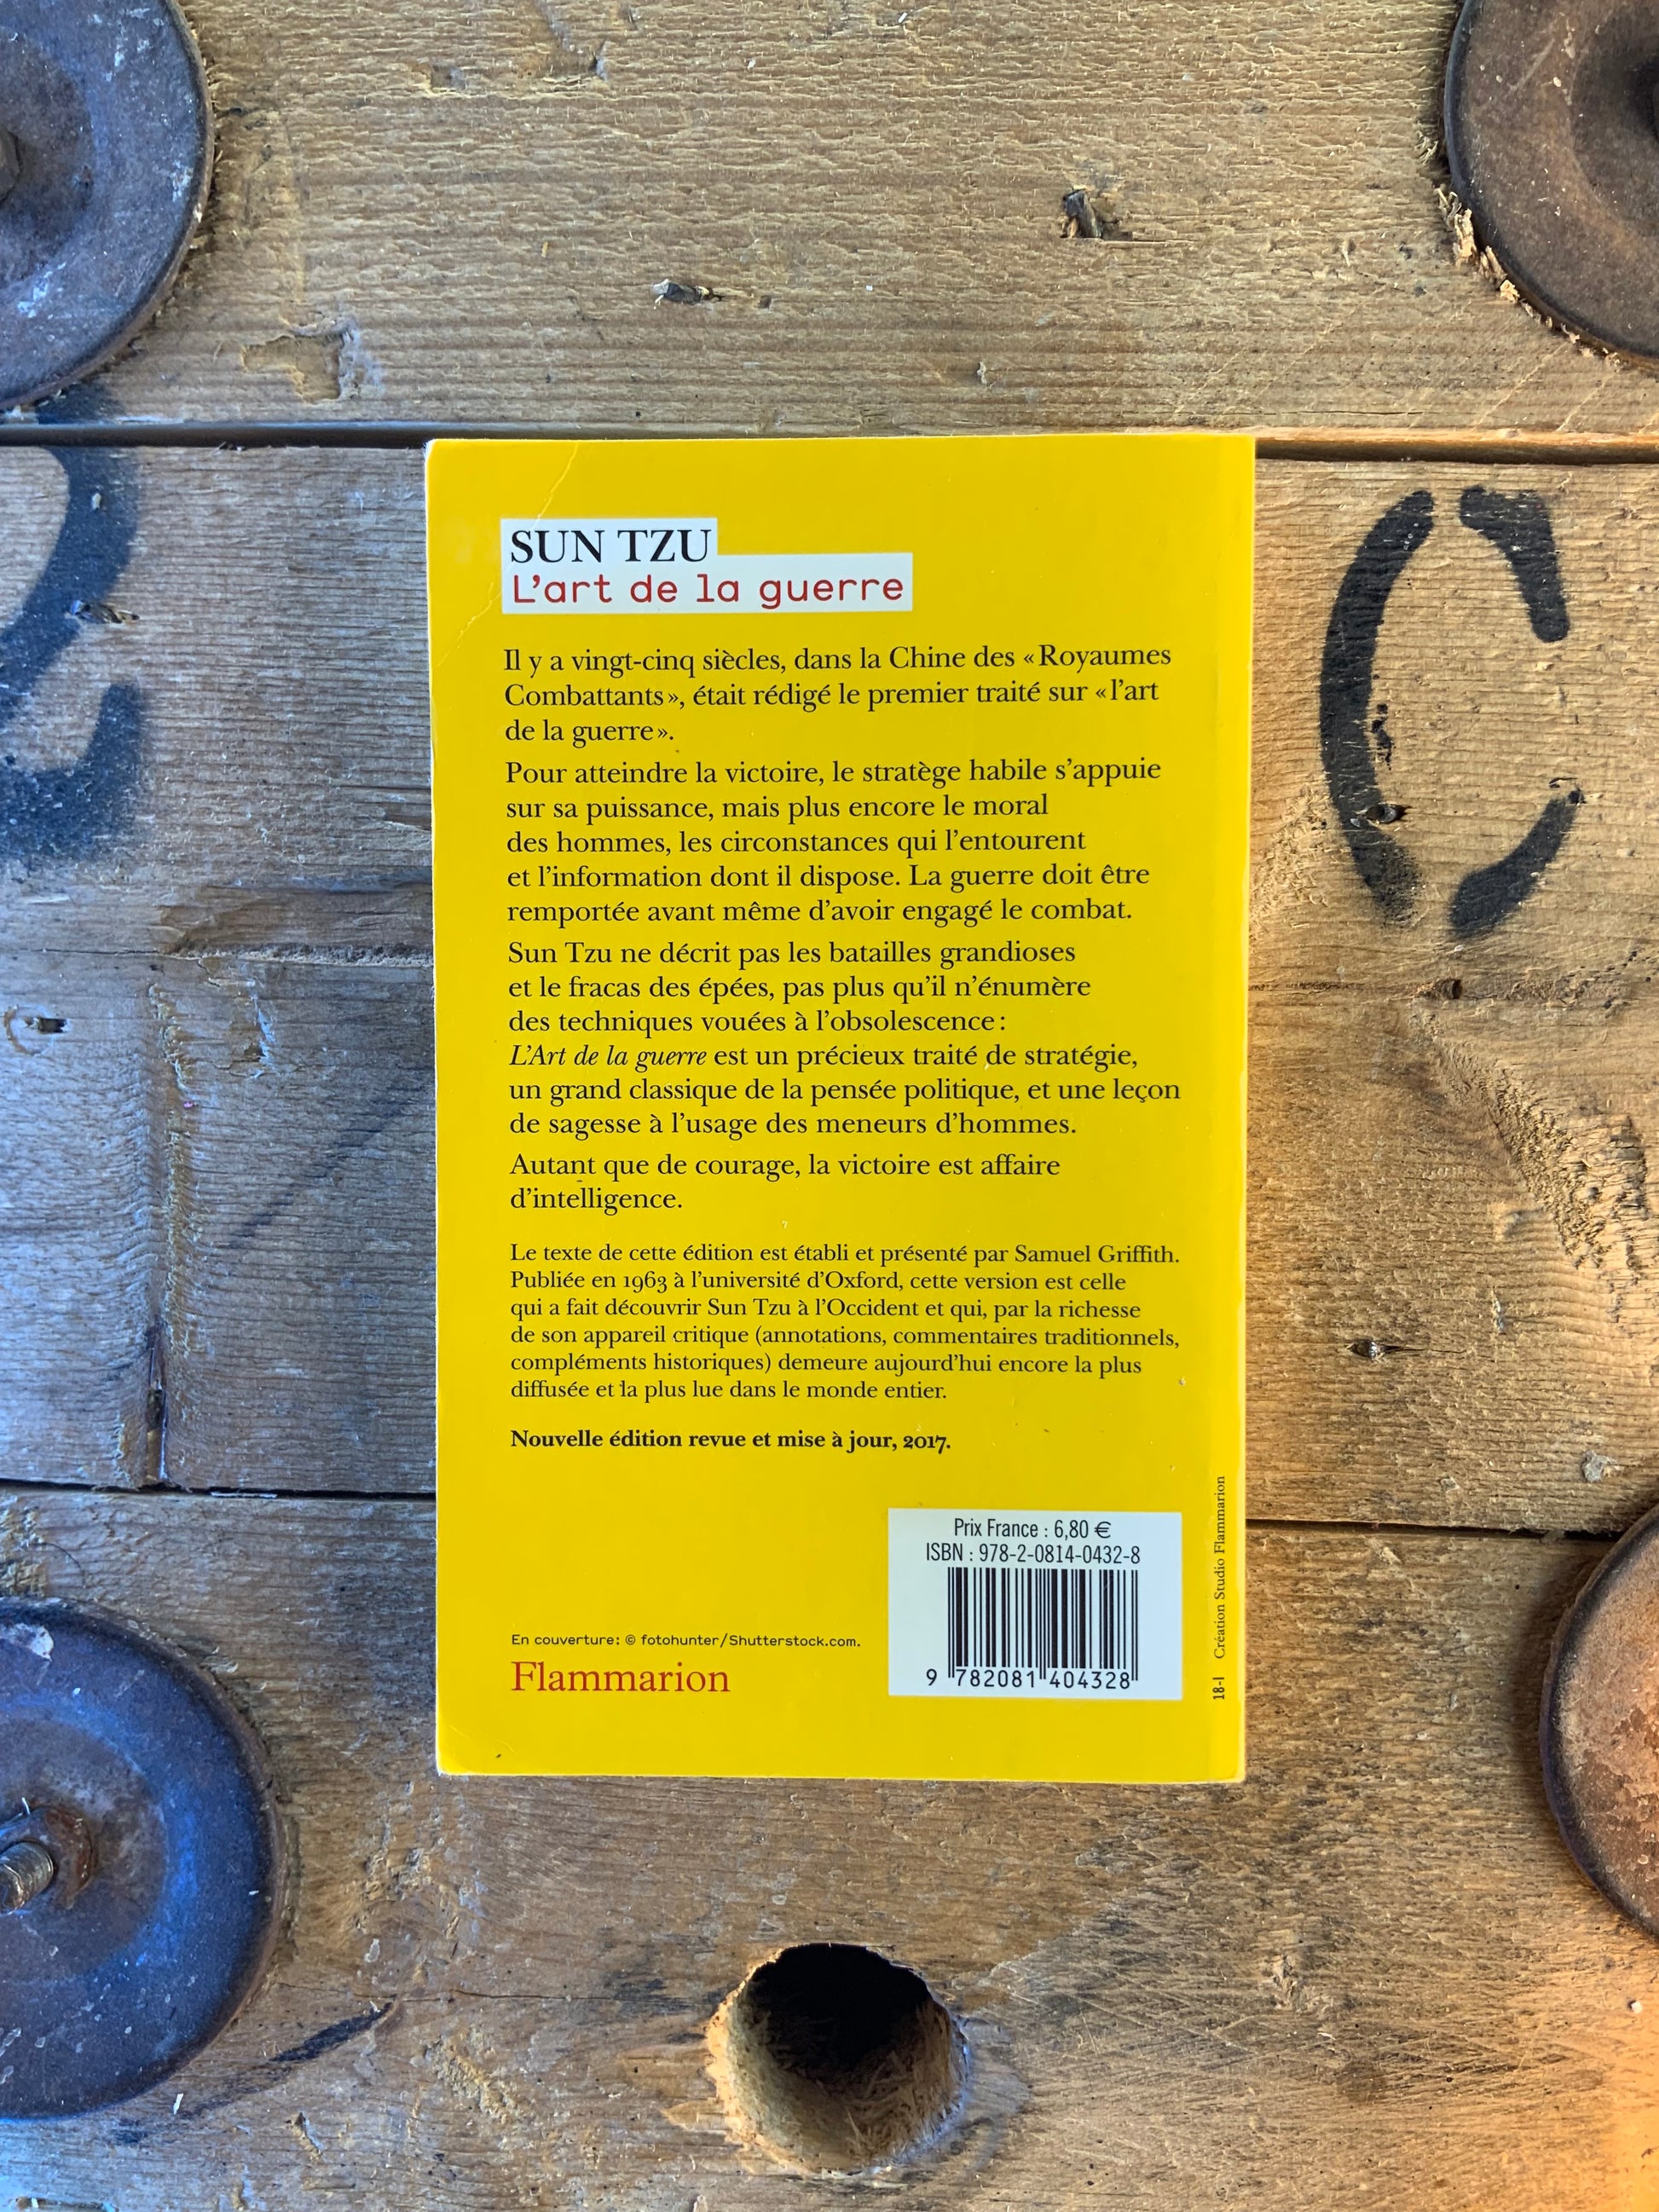 SUN TZU
L'art de la guerre
Il y a vingt-cinq siècles, dans la Chine des «Royaumes
Combattants», était rédigé le premier traité sur «l'art
de la guerre».
Pour atteindre la victoire, le stratège habile s'appuie
sur sa puissance, mais plus encore le moral
des hommes, les circonstances qui l'entourent
et l'information dont il dispose. La guerre doit être
remportée avant même d'avoir engagé le combat.
Sun Tzu ne décrit pas les batailles grandioses
et le fracas des épées, pas plus qu'il n'énumère
des techniques vouées à l'obsolescence :
L'Art de la guerre est un précieux traité de stratégie,
un grand classique de la pensée politique, et une leçon
de sagesse à l'usage des meneurs d'hommes.
Autant que de courage, la victoire est affaire
d'intelligence.
Le texte de cette édition est établi et présenté par Samuel Griffith.
Publiée en 1963 à l'université d'Oxford, cette version est celle
qui a fait découvrir Sun Tzu à l'Occident et qui, par la richesse
de son appareil critique (annotations, commentaires traditionnels,
compléments historiques) demeure aujourd'hui encore la plus
diffusée et la plus lue dans le monde entier.
Nouvelle édition revue et mise à jour, 2017.
Prix France : 6,80 €
ISBN : 978-2-0814-0432-8
9 782081 404328
En couverture : © fotohunter/Shutterstock.com.
Flammarion
18-I Création Studio Flammarion
C